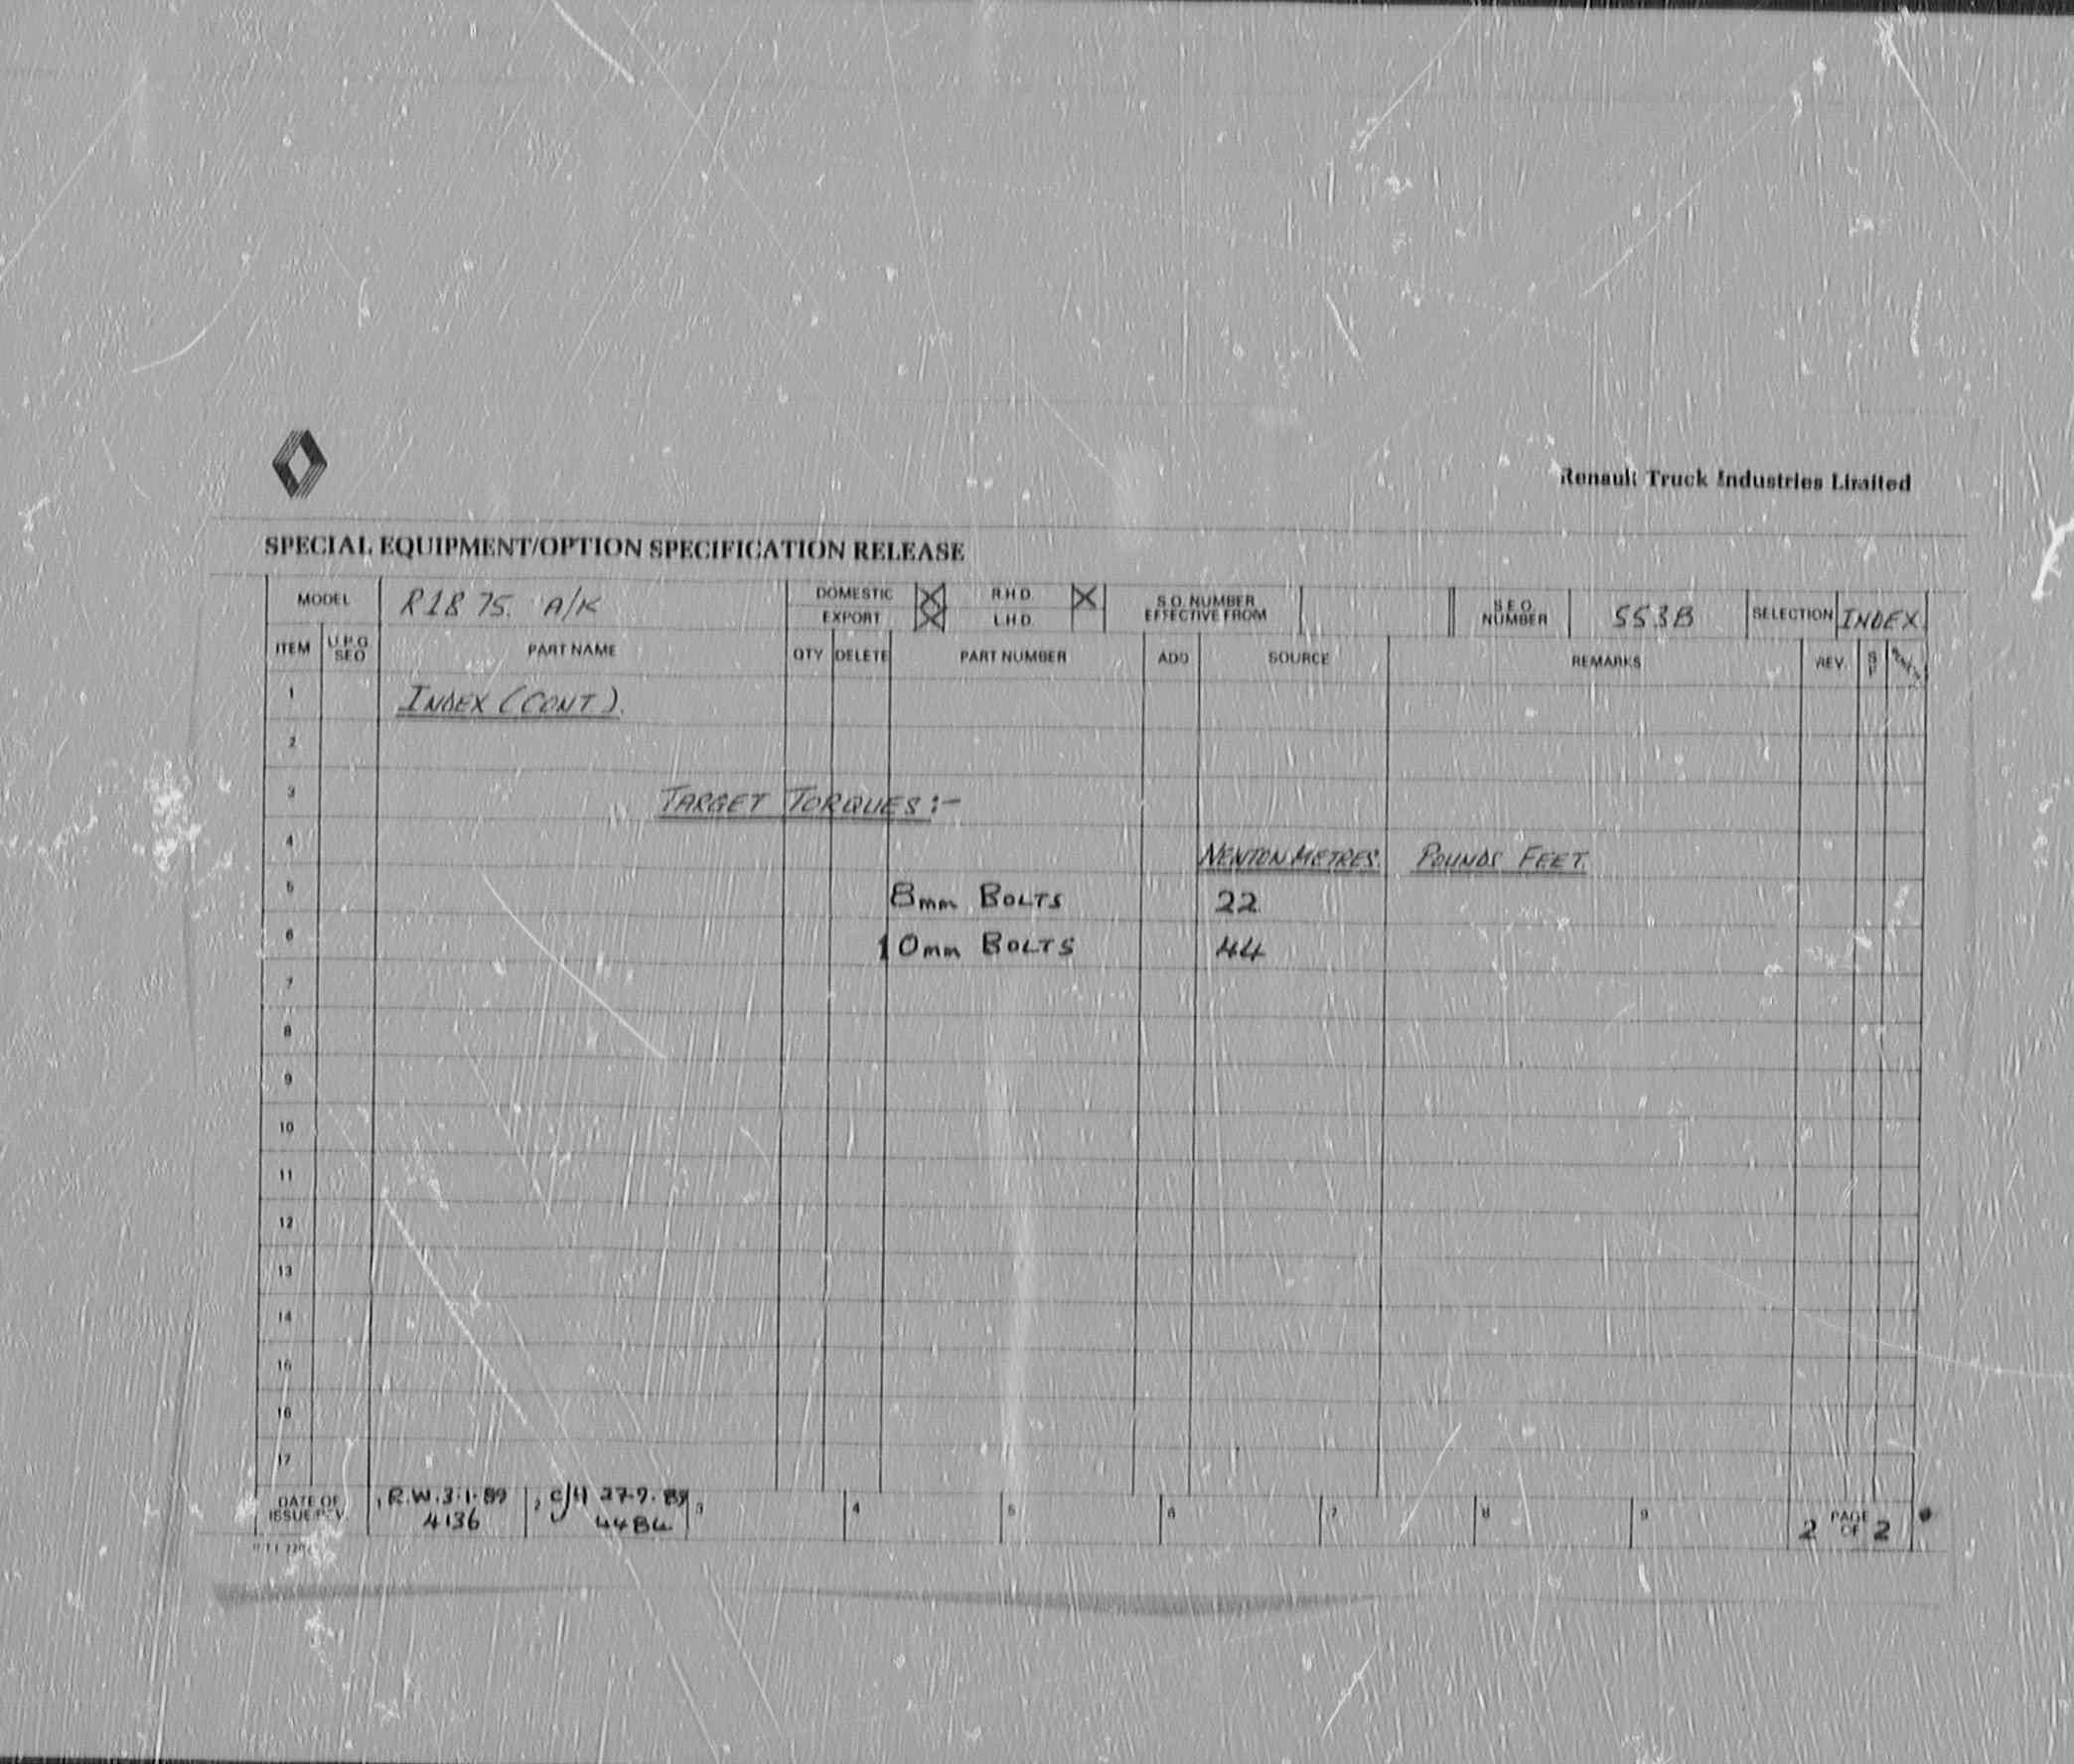 Renault Truck Industries Limited
SPECIAL EQUIPMENT/OPTION SPECIFICATION RELEASE
MODEL R18 75. A/K DOMESTIC R.H.D. S.O. NUMBER EFFECTIVE FROM S.E.O. NUMBER 553B SELECTION INDEX
EXPORT L.H.D.
ITEM U.P.G SEO PART NAME QTY DELETE PART NUMBER ADD SOURCE REMARKS REV.
1 INDEX (CONT).
2
3 TARGET TORQUES:-
4 NEWTON METRES. POUNDS FEET.
5 8mm BOLTS 22
6 10mm BOLTS 44
7
8
9
10
11
12
13
14
15
16
17
DATE OF ISSUE/REV. 1 R.W. 3.1.89 2 27.9.89 3 4 5 6 7 8 9 2 PAGE OF 2
4136